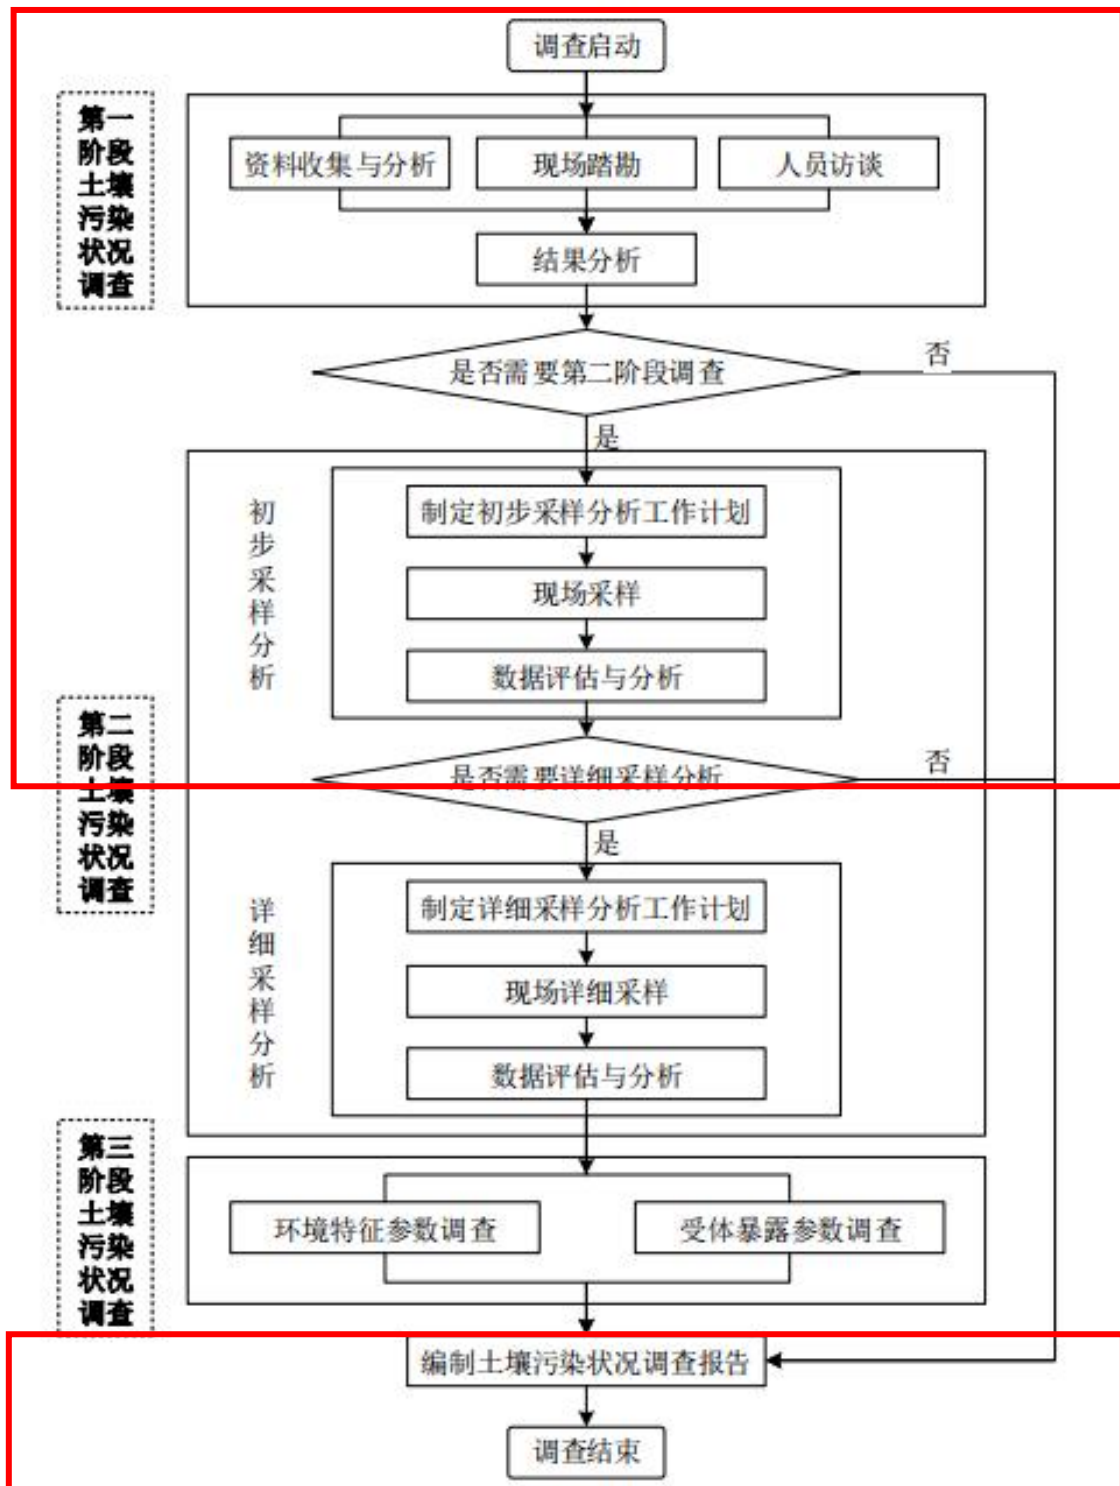 调查启动
第一
阶段
土壤
污染
状况
调查
资料收集与分析
现场踏勘
人员访谈
结果分析
是否需要第二阶段调查
否
是
初
步
采
样
分
析
制定初步采样分析工作计划
现场采样
数据评估与分析
第二
阶段
土壤
污染
状况
调查
是否需要详细采样分析
否
是
详
细
采
样
分
析
制定详细采样分析工作计划
现场详细采样
数据评估与分析
第三
阶段
土壤
污染
状况
调查
环境特征参数调查
受体暴露参数调查
编制土壤污染状况调查报告
调查结束